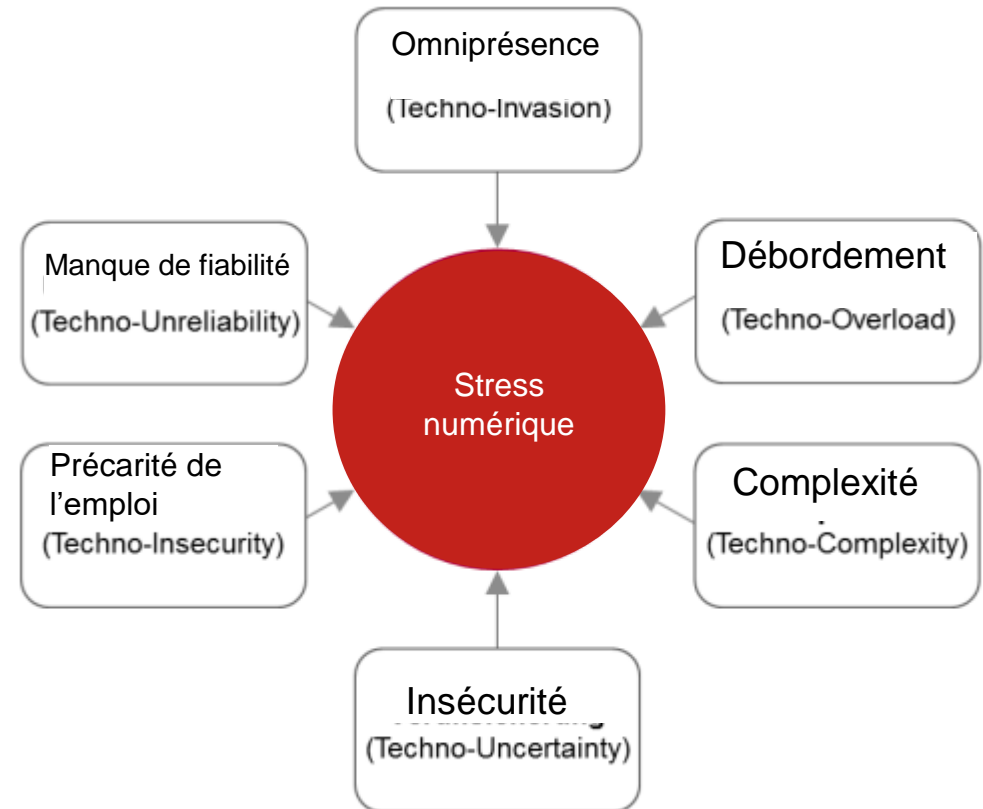 Omniprésence
(Techno-Invasion)
Manque de fiabilité
(Techno-Unreliability)
Débordement
(Techno-Overload)
Stress
numérique
Précarité de
l’emploi
(Techno-Insecurity)
Complexité
(Techno-Complexity)
Insécurité
(Techno-Uncertainty)